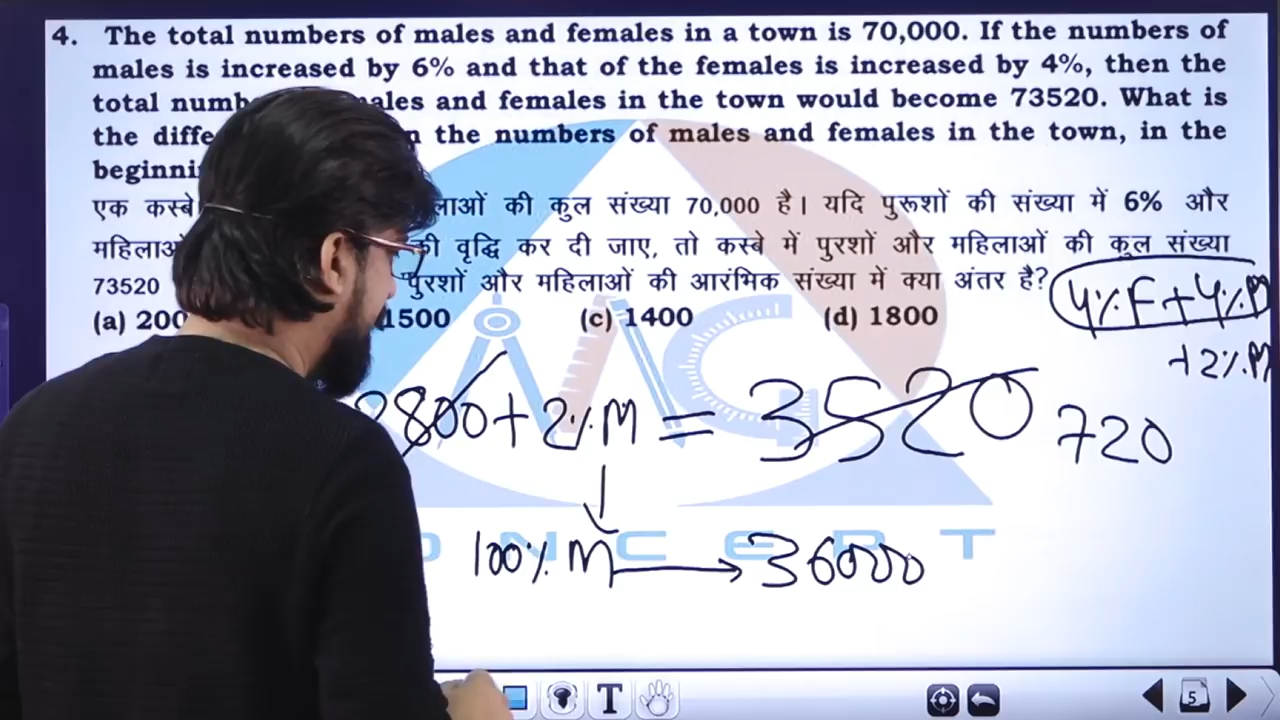 4. The total numbers of males and females in a town is 70,000. If the numbers of
males is increased by 6% and that of the females is increased by 4%, then the
total numb ales and females in the town would become 73520. What is
the diffe n the numbers of males and females in the town, in the
beginni
एक कस्बे लाओं की कुल संख्या 70,000 है। यदि पुरूशों की संख्या में 6% और
महिलाओ की वृद्धि कर दी जाए, तो कस्बे में पुरशों और महिलाओं की कुल संख्या
73520 पुरशों और महिलाओं की आरंभिक संख्या में क्या अंतर है?
(a) 200 1500 (c) 1400 (d) 1800
4% F + 4% M
+ 2% M
2800 + 2% M = 3520 720
100% M → 36000
N C E R T
T
5